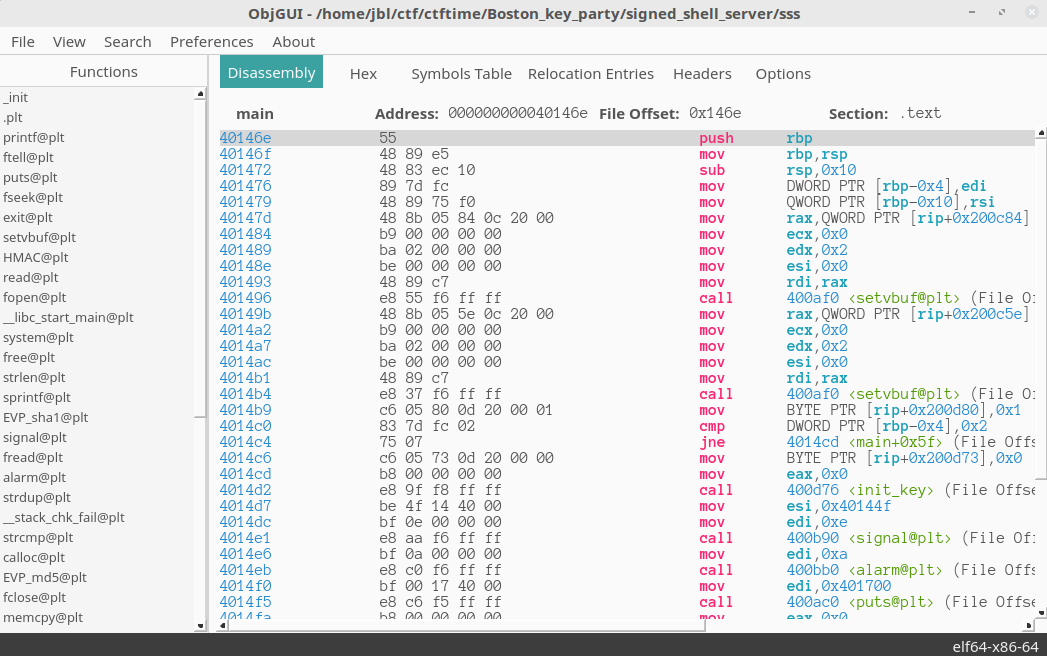 ObjGUI - /home/jbl/ctf/ctftime/Boston_key_party/signed_shell_server/sss
File View Search Preferences About
Functions
_init
.plt
printf@plt
ftell@plt
puts@plt
fseek@plt
exit@plt
setvbuf@plt
HMAC@plt
read@plt
fopen@plt
__libc_start_main@plt
system@plt
free@plt
strlen@plt
sprintf@plt
EVP_sha1@plt
signal@plt
fread@plt
alarm@plt
strdup@plt
__stack_chk_fail@plt
strcmp@plt
calloc@plt
EVP_md5@plt
fclose@plt
memcpy@plt
Disassembly Hex Symbols Table Relocation Entries Headers Options
main Address: 000000000040146e File Offset: 0x146e Section: .text
40146e 55 push rbp
40146f 48 89 e5 mov rbp,rsp
401472 48 83 ec 10 sub rsp,0x10
401476 89 7d fc mov DWORD PTR [rbp-0x4],edi
401479 48 89 75 f0 mov QWORD PTR [rbp-0x10],rsi
40147d 48 8b 05 84 0c 20 00 mov rax,QWORD PTR [rip+0x200c84]
401484 b9 00 00 00 00 mov ecx,0x0
401489 ba 02 00 00 00 mov edx,0x2
40148e be 00 00 00 00 mov esi,0x0
401493 48 89 c7 mov rdi,rax
401496 e8 55 f6 ff ff call 400af0 <setvbuf@plt> (File O
40149b 48 8b 05 5e 0c 20 00 mov rax,QWORD PTR [rip+0x200c5e]
4014a2 b9 00 00 00 00 mov ecx,0x0
4014a7 ba 02 00 00 00 mov edx,0x2
4014ac be 00 00 00 00 mov esi,0x0
4014b1 48 89 c7 mov rdi,rax
4014b4 e8 37 f6 ff ff call 400af0 <setvbuf@plt> (File O
4014b9 c6 05 80 0d 20 00 01 mov BYTE PTR [rip+0x200d80],0x1
4014c0 83 7d fc 02 cmp DWORD PTR [rbp-0x4],0x2
4014c4 75 07 jne 4014cd <main+0x5f> (File Offs
4014c6 c6 05 73 0d 20 00 00 mov BYTE PTR [rip+0x200d73],0x0
4014cd b8 00 00 00 00 mov eax,0x0
4014d2 e8 9f f8 ff ff call 400d76 <init_key> (File Offse
4014d7 be 4f 14 40 00 mov esi,0x40144f
4014dc bf 0e 00 00 00 mov edi,0xe
4014e1 e8 aa f6 ff ff call 400b90 <signal@plt> (File Of
4014e6 bf 0a 00 00 00 mov edi,0xa
4014eb e8 c0 f6 ff ff call 400bb0 <alarm@plt> (File Offs
4014f0 bf 00 17 40 00 mov edi,0x401700
4014f5 e8 c6 f5 ff ff call 400ac0 <puts@plt> (File Offse
4014fa b8 00 00 00 00 mov eax,0x0
elf64-x86-64